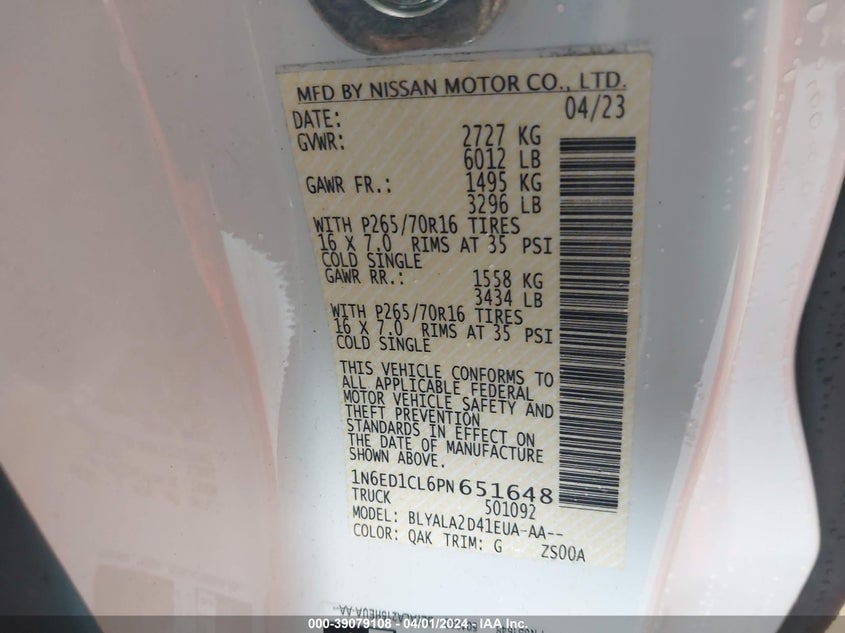 MFD BY NISSAN MOTOR CO., LTD.
DATE: 04/23
GVWR: 2727 KG
6012 LB
GAWR FR.: 1495 KG
3296 LB
WITH P265/70R16 TIRES
16 X 7.0 RIMS AT 35 PSI
COLD SINGLE
GAWR RR.: 1558 KG
3434 LB
WITH P265/70R16 TIRES
16 X 7.0 RIMS AT 35 PSI
COLD SINGLE
THIS VEHICLE CONFORMS TO
ALL APPLICABLE FEDERAL
MOTOR VEHICLE SAFETY AND
THEFT PREVENTION
STANDARDS IN EFFECT ON
THE DATE OF MANUFACTURE
SHOWN ABOVE.
1N6ED1CL6PN651648
TRUCK 501092
MODEL: BLYALA2D41EUA-AA--
COLOR: QAK TRIM: G ZS00A
COPYRIGHT ©: 39079108 - 04/01/2024 - IAA Inc.